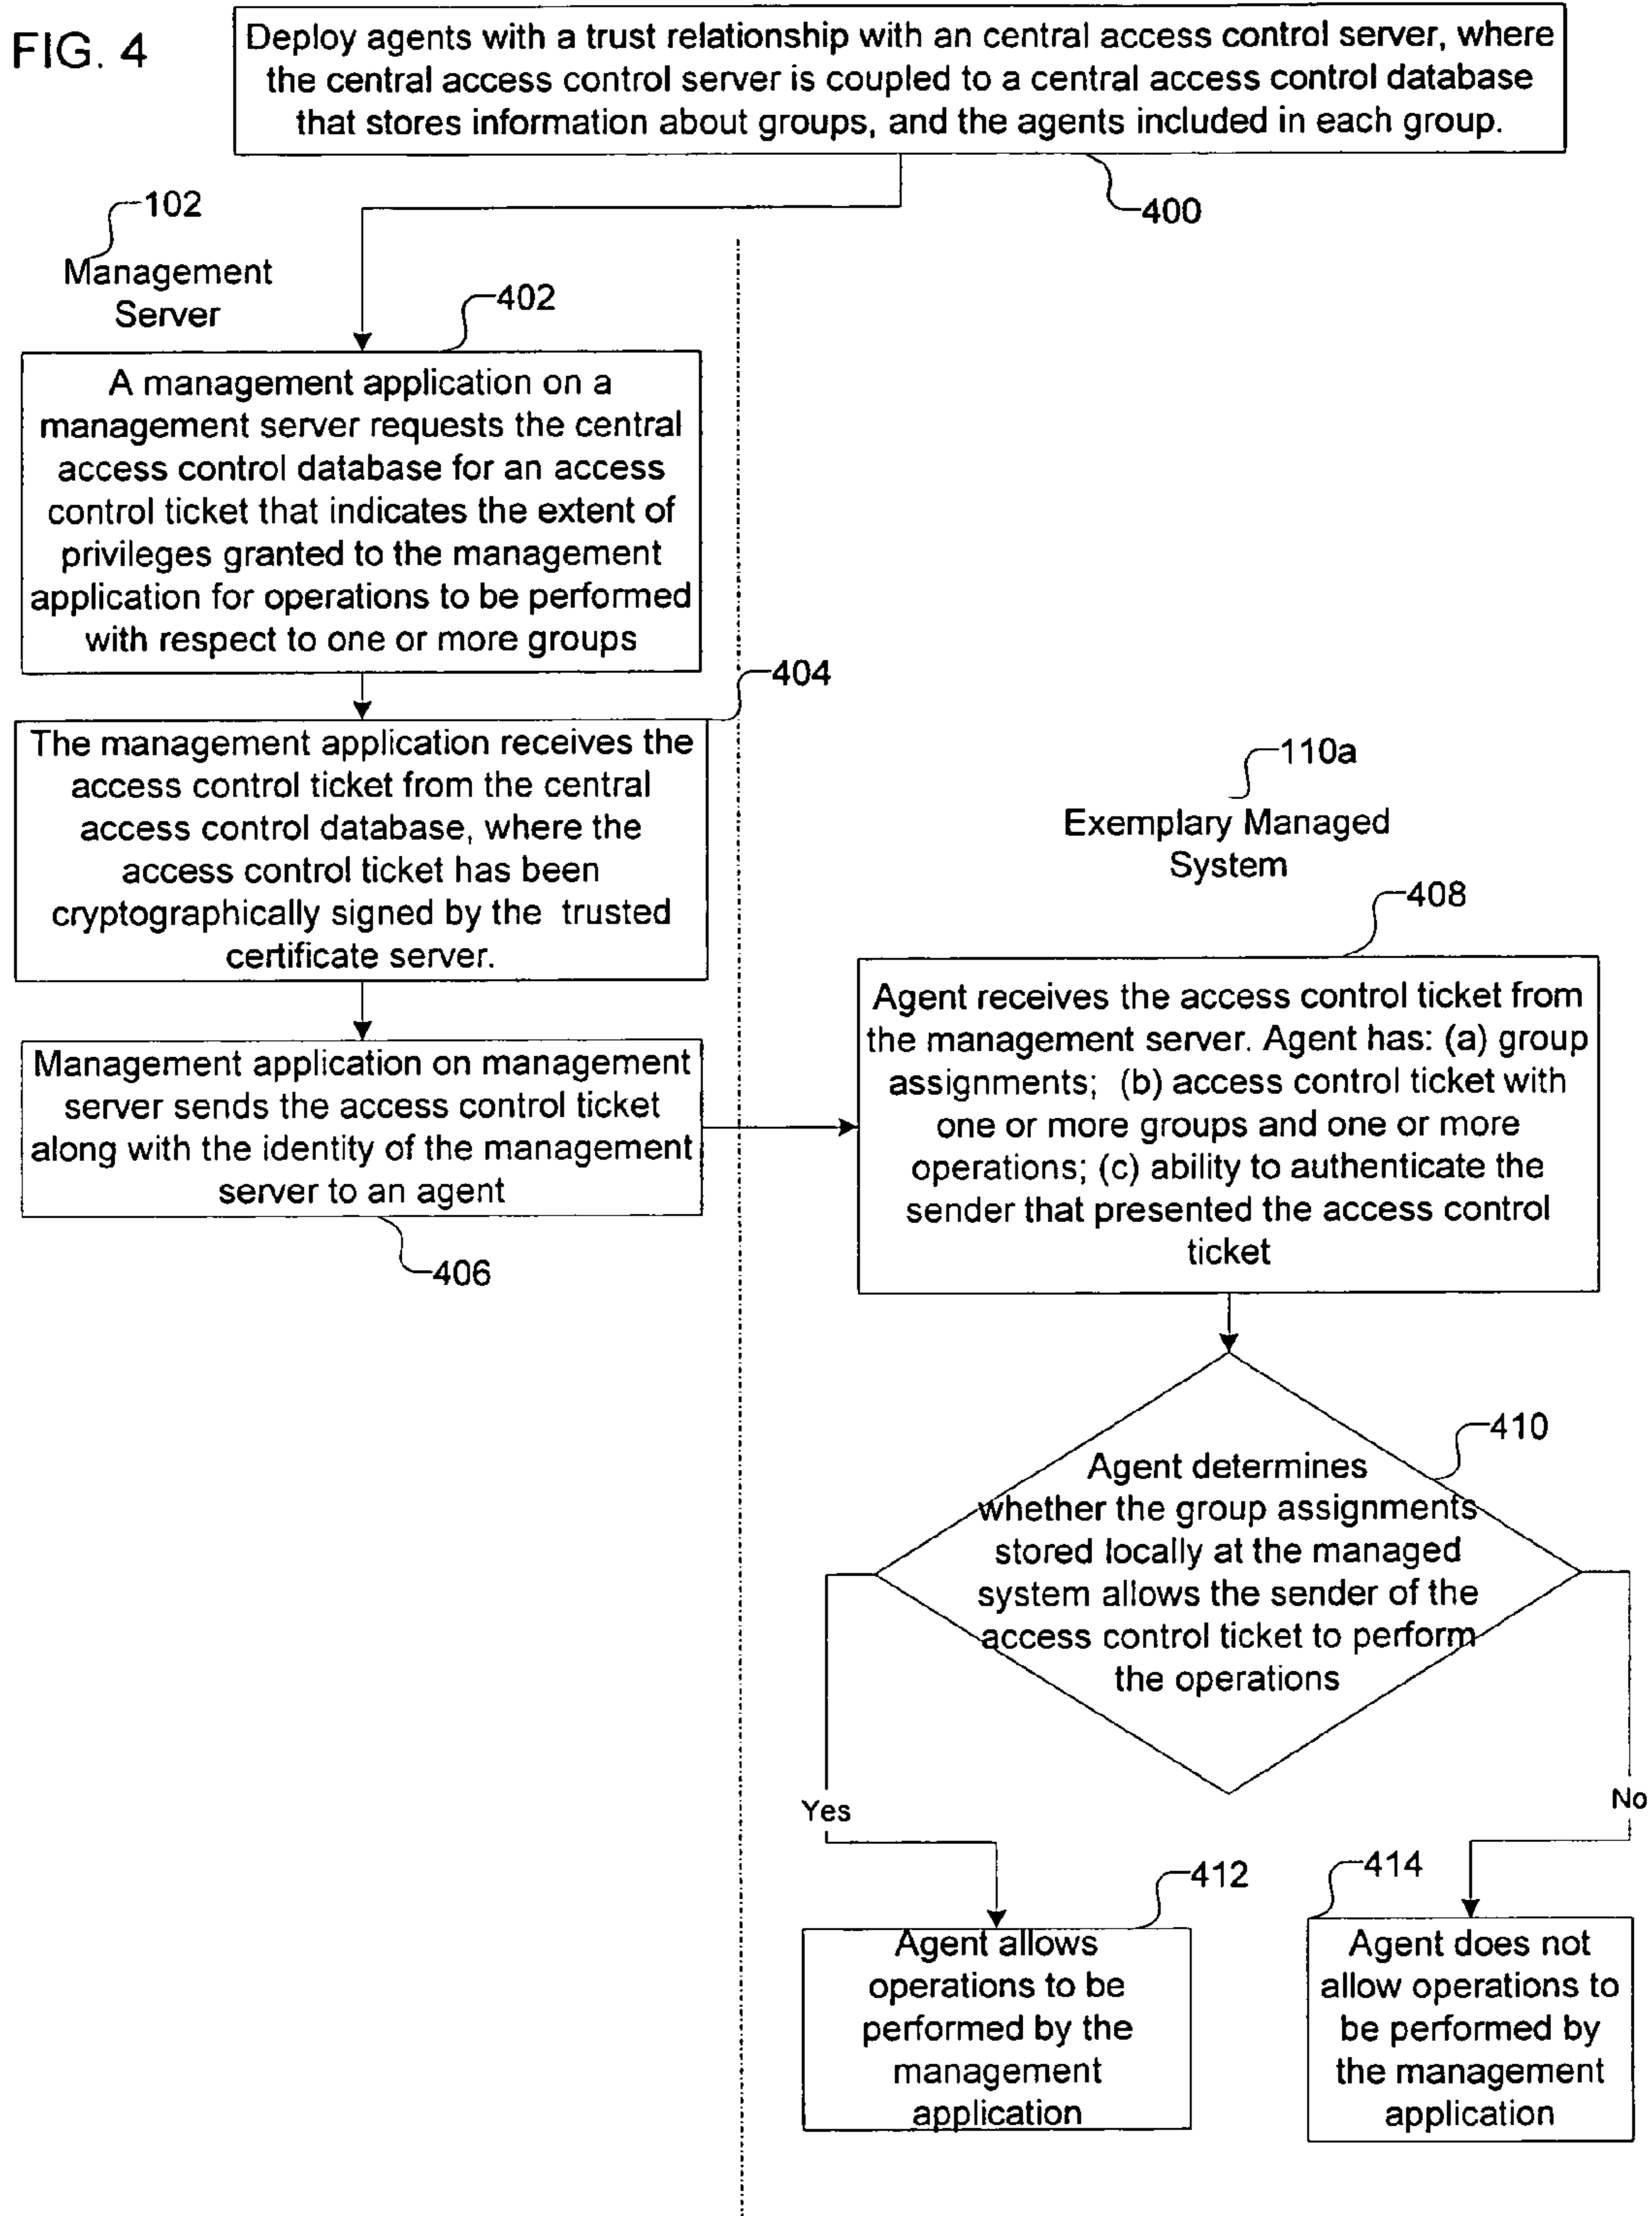 FIG. 4
Deploy agents with a trust relationship with an central access control server, where
the central access control server is coupled to a central access control database
that stores information about groups, and the agents included in each group.
400
102
Management
Server
402
A management application on a
management server requests the central
access control database for an access
control ticket that indicates the extent of
privileges granted to the management
application for operations to be performed
with respect to one or more groups
404
The management application receives the
access control ticket from the central
access control database, where the
access control ticket has been
cryptographically signed by the trusted
certificate server.
Management application on management
server sends the access control ticket
along with the identity of the management
server to an agent
406
110a
Exemplary Managed
System
408
Agent receives the access control ticket from
the management server. Agent has: (a) group
assignments; (b) access control ticket with
one or more groups and one or more
operations; (c) ability to authenticate the
sender that presented the access control
ticket
410
Agent determines
whether the group assignments
stored locally at the managed
system allows the sender of the
access control ticket to perform
the operations
Yes
No
412
Agent allows
operations to be
performed by the
management
application
414
Agent does not
allow operations to
be performed by
the management
application